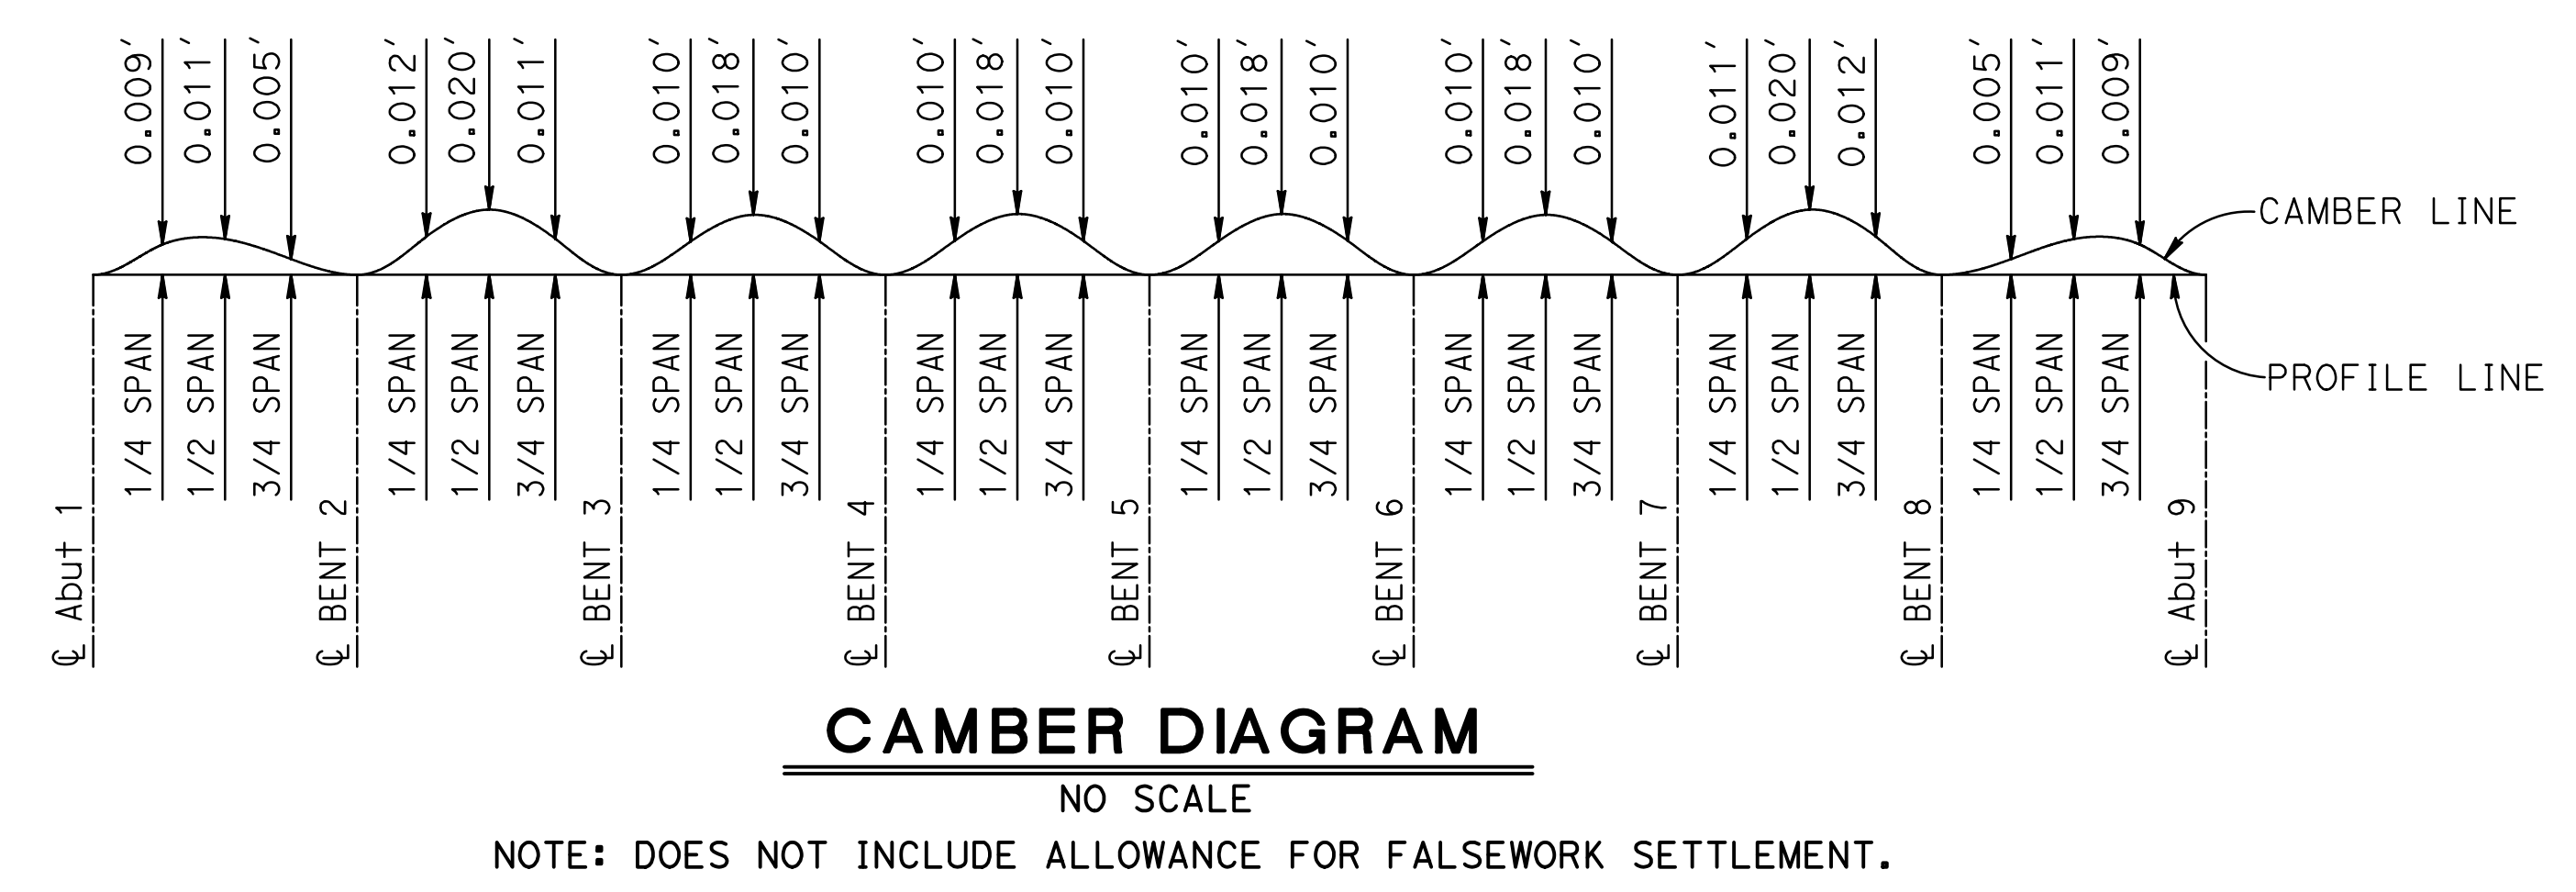 0.009′ 0.011′ 0.005′ 0.012′ 0.020′ 0.011′ 0.010′ 0.018′ 0.010′ 0.010′ 0.018′ 0.010′ 0.010′ 0.018′ 0.010′ 0.010′ 0.018′ 0.010′ 0.011′ 0.020′ 0.012′ 0.005′ 0.011′ 0.009′
CAMBER LINE
PROFILE LINE
1/4 SPAN 1/2 SPAN 3/4 SPAN 1/4 SPAN 1/2 SPAN 3/4 SPAN 1/4 SPAN 1/2 SPAN 3/4 SPAN 1/4 SPAN 1/2 SPAN 3/4 SPAN 1/4 SPAN 1/2 SPAN 3/4 SPAN 1/4 SPAN 1/2 SPAN 3/4 SPAN 1/4 SPAN 1/2 SPAN 3/4 SPAN 1/4 SPAN 1/2 SPAN 3/4 SPAN
℄ Abut 1
℄ BENT 2
℄ BENT 3
℄ BENT 4
℄ BENT 5
℄ BENT 6
℄ BENT 7
℄ BENT 8
℄ Abut 9
CAMBER DIAGRAM
NO SCALE
NOTE: DOES NOT INCLUDE ALLOWANCE FOR FALSEWORK SETTLEMENT.